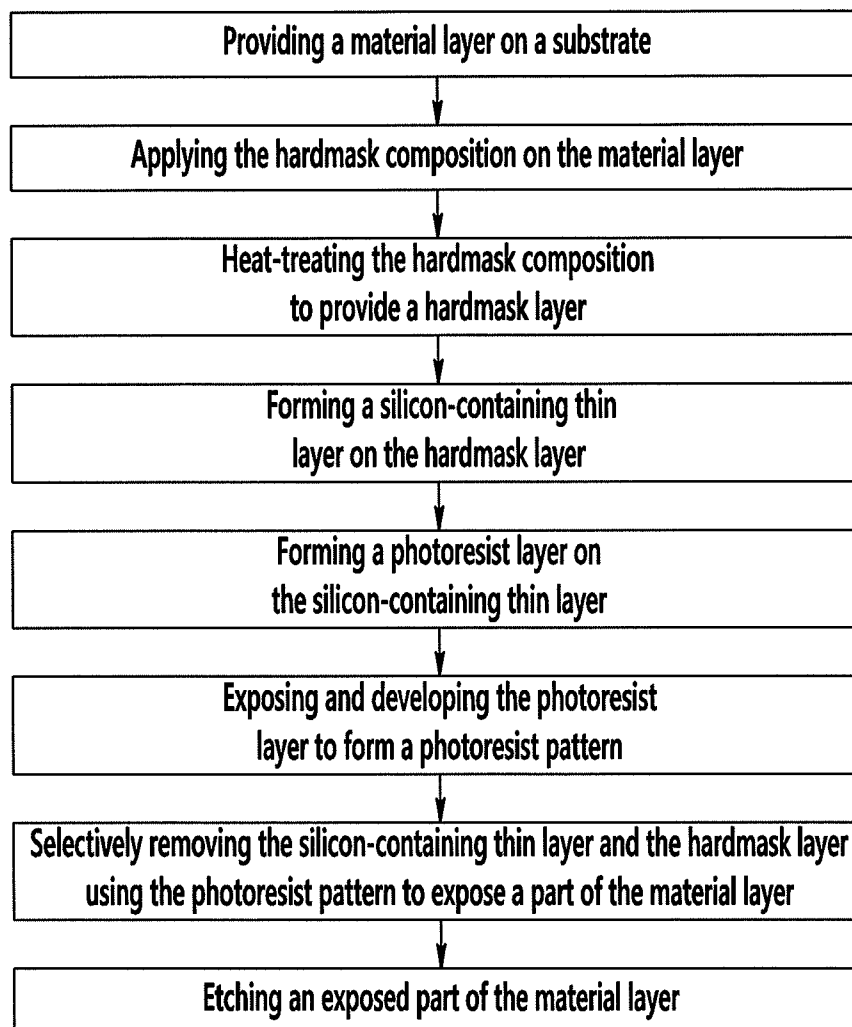 Providing a material layer on a substrate
Applying the hardmask composition on the material layer
Heat-treating the hardmask composition
to provide a hardmask layer
Forming a silicon-containing thin
layer on the hardmask layer
Forming a photoresist layer on
the silicon-containing thin layer
Exposing and developing the photoresist
layer to form a photoresist pattern
Selectively removing the silicon-containing thin layer and the hardmask layer
using the photoresist pattern to expose a part of the material layer
Etching an exposed part of the material layer